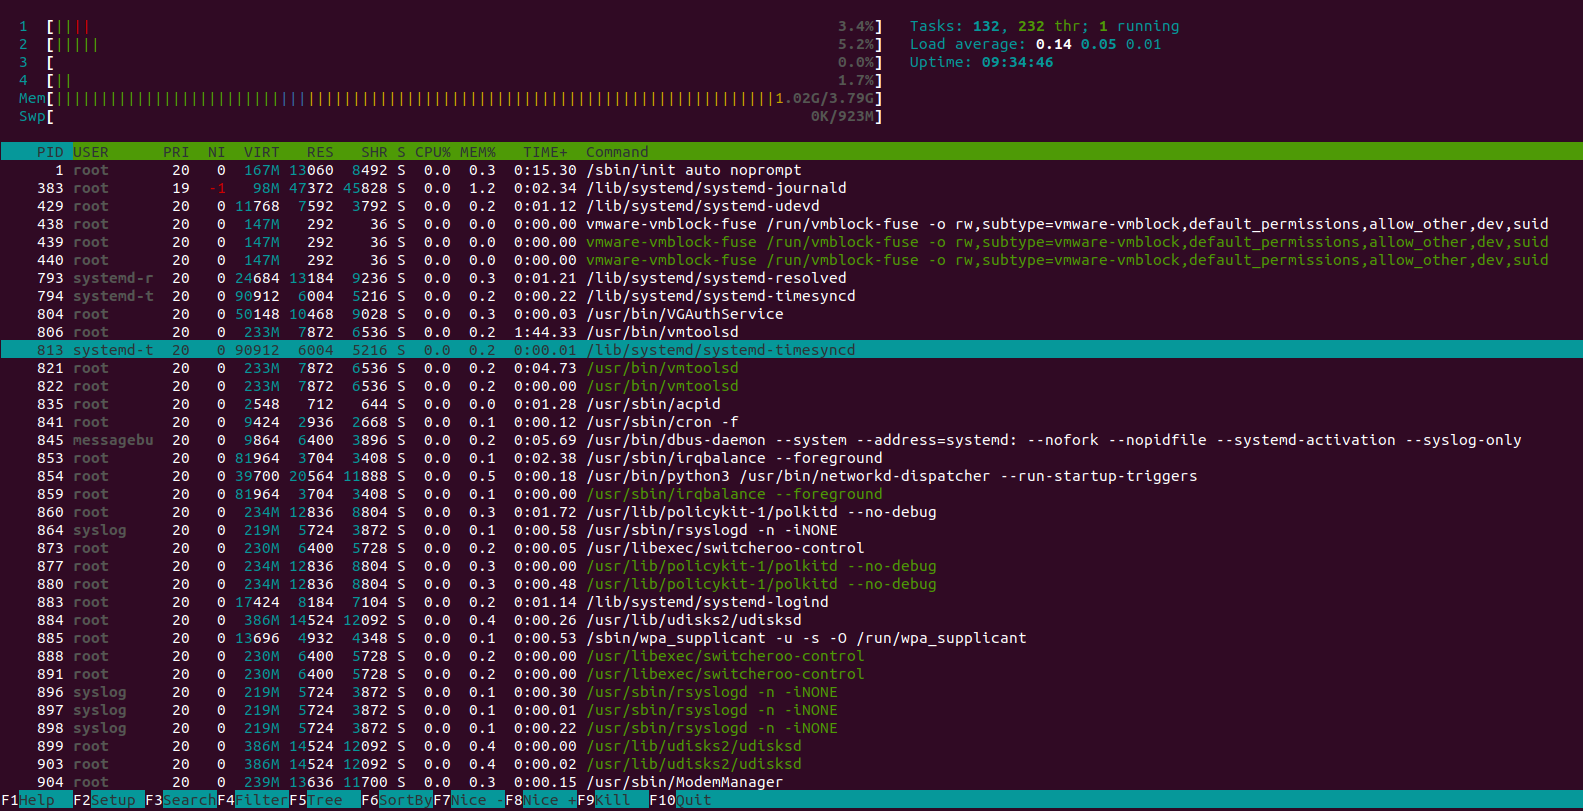 1 [|||| 3.4%] Tasks: 132, 232 thr; 1 running
2 [||||| 5.2%] Load average: 0.14 0.05 0.01
3 [ 0.0%] Uptime: 09:34:46
4 [|| 1.7%]
Mem[||||||||||||||||||||||||||||||||||||||||||||||||||||||||||||||||||||||||||||||||1.02G/3.79G]
Swp[ 0K/923M]
PID USER PRI NI VIRT RES SHR S CPU% MEM% TIME+ Command
1 root 20 0 167M 13060 8492 S 0.0 0.3 0:15.30 /sbin/init auto noprompt
383 root 19 -1 98M 47372 45828 S 0.0 1.2 0:02.34 /lib/systemd/systemd-journald
429 root 20 0 11768 7592 3792 S 0.0 0.2 0:01.12 /lib/systemd/systemd-udevd
438 root 20 0 147M 292 36 S 0.0 0.0 0:00.00 vmware-vmblock-fuse /run/vmblock-fuse -o rw,subtype=vmware-vmblock,default_permissions,allow_other,dev,suid
439 root 20 0 147M 292 36 S 0.0 0.0 0:00.00 vmware-vmblock-fuse /run/vmblock-fuse -o rw,subtype=vmware-vmblock,default_permissions,allow_other,dev,suid
440 root 20 0 147M 292 36 S 0.0 0.0 0:00.00 vmware-vmblock-fuse /run/vmblock-fuse -o rw,subtype=vmware-vmblock,default_permissions,allow_other,dev,suid
793 systemd-r 20 0 24684 13184 9236 S 0.0 0.3 0:01.21 /lib/systemd/systemd-resolved
794 systemd-t 20 0 90912 6004 5216 S 0.0 0.2 0:00.22 /lib/systemd/systemd-timesyncd
804 root 20 0 50148 10468 9028 S 0.0 0.3 0:00.03 /usr/bin/VGAuthService
806 root 20 0 233M 7872 6536 S 0.0 0.2 1:44.33 /usr/bin/vmtoolsd
813 systemd-t 20 0 90912 6004 5216 S 0.0 0.2 0:00.01 /lib/systemd/systemd-timesyncd
821 root 20 0 233M 7872 6536 S 0.0 0.2 0:04.73 /usr/bin/vmtoolsd
822 root 20 0 233M 7872 6536 S 0.0 0.2 0:00.00 /usr/bin/vmtoolsd
835 root 20 0 2548 712 644 S 0.0 0.0 0:01.28 /usr/sbin/acpid
841 root 20 0 9424 2936 2668 S 0.0 0.1 0:00.12 /usr/sbin/cron -f
845 messagebu 20 0 9864 6400 3896 S 0.0 0.2 0:05.69 /usr/bin/dbus-daemon --system --address=systemd: --nofork --nopidfile --systemd-activation --syslog-only
853 root 20 0 81964 3704 3408 S 0.0 0.1 0:02.38 /usr/sbin/irqbalance --foreground
854 root 20 0 39700 20564 11888 S 0.0 0.5 0:00.18 /usr/bin/python3 /usr/bin/networkd-dispatcher --run-startup-triggers
859 root 20 0 81964 3704 3408 S 0.0 0.1 0:00.00 /usr/sbin/irqbalance --foreground
860 root 20 0 234M 12836 8804 S 0.0 0.3 0:01.72 /usr/lib/policykit-1/polkitd --no-debug
864 syslog 20 0 219M 5724 3872 S 0.0 0.1 0:00.58 /usr/sbin/rsyslogd -n -iNONE
873 root 20 0 230M 6400 5728 S 0.0 0.2 0:00.05 /usr/libexec/switcheroo-control
877 root 20 0 234M 12836 8804 S 0.0 0.3 0:00.00 /usr/lib/policykit-1/polkitd --no-debug
880 root 20 0 234M 12836 8804 S 0.0 0.3 0:00.48 /usr/lib/policykit-1/polkitd --no-debug
883 root 20 0 17424 8184 7104 S 0.0 0.2 0:01.14 /lib/systemd/systemd-logind
884 root 20 0 386M 14524 12092 S 0.0 0.4 0:00.26 /usr/lib/udisks2/udisksd
885 root 20 0 13696 4932 4348 S 0.0 0.1 0:00.53 /sbin/wpa_supplicant -u -s -O /run/wpa_supplicant
888 root 20 0 230M 6400 5728 S 0.0 0.2 0:00.00 /usr/libexec/switcheroo-control
891 root 20 0 230M 6400 5728 S 0.0 0.2 0:00.00 /usr/libexec/switcheroo-control
896 syslog 20 0 219M 5724 3872 S 0.0 0.1 0:00.30 /usr/sbin/rsyslogd -n -iNONE
897 syslog 20 0 219M 5724 3872 S 0.0 0.1 0:00.01 /usr/sbin/rsyslogd -n -iNONE
898 syslog 20 0 219M 5724 3872 S 0.0 0.1 0:00.22 /usr/sbin/rsyslogd -n -iNONE
899 root 20 0 386M 14524 12092 S 0.0 0.4 0:00.00 /usr/lib/udisks2/udisksd
903 root 20 0 386M 14524 12092 S 0.0 0.4 0:00.02 /usr/lib/udisks2/udisksd
904 root 20 0 239M 13636 11700 S 0.0 0.3 0:00.15 /usr/sbin/ModemManager
F1Help F2Setup F3SearchF4FilterF5Tree F6SortByF7Nice -F8Nice +F9Kill F10Quit